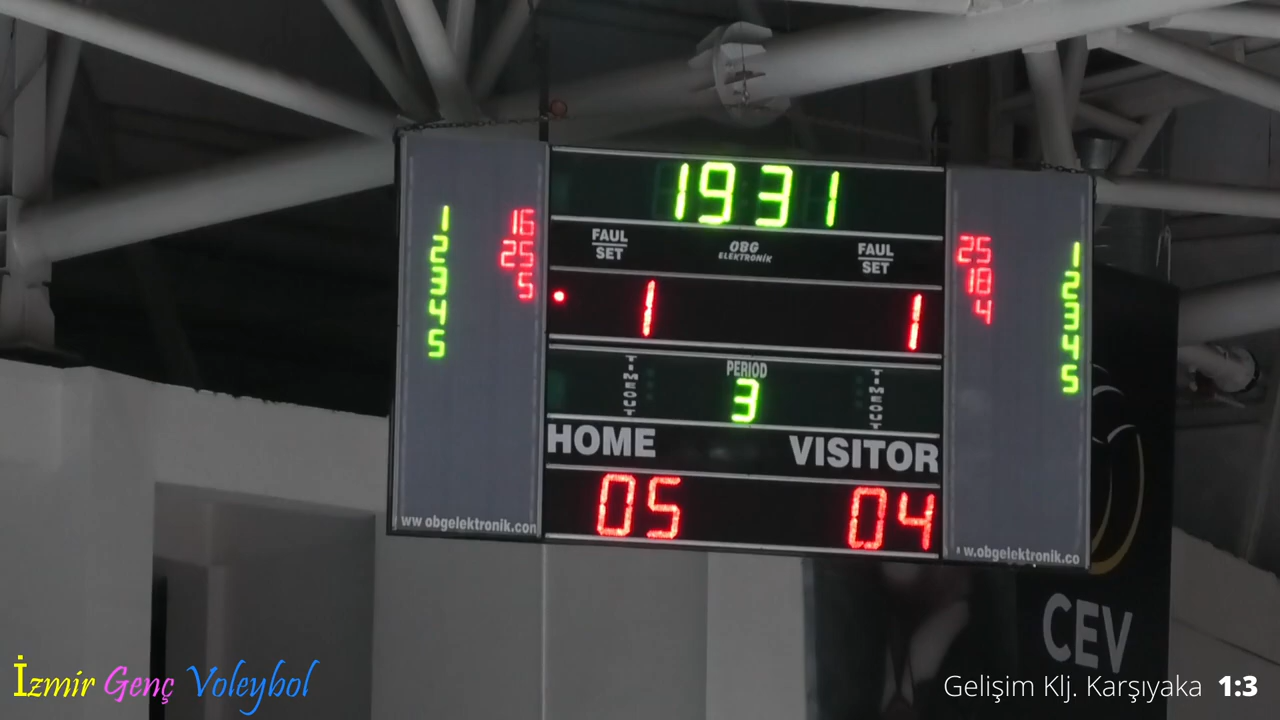 1931
FAUL
SET
OBG
ELEKTRONİK
FAUL
SET
1 16
2 25
3 5
4
5
1 1
25 1
18 2
4 3
4
5
TIMEOUT
PERIOD
3
TIMEOUT
HOME VISITOR
05 04
ww obgelektronik.con
w.obgelektronik.co
CEV
İzmir Genç Voleybol
Gelişim Klj. Karşıyaka 1:3